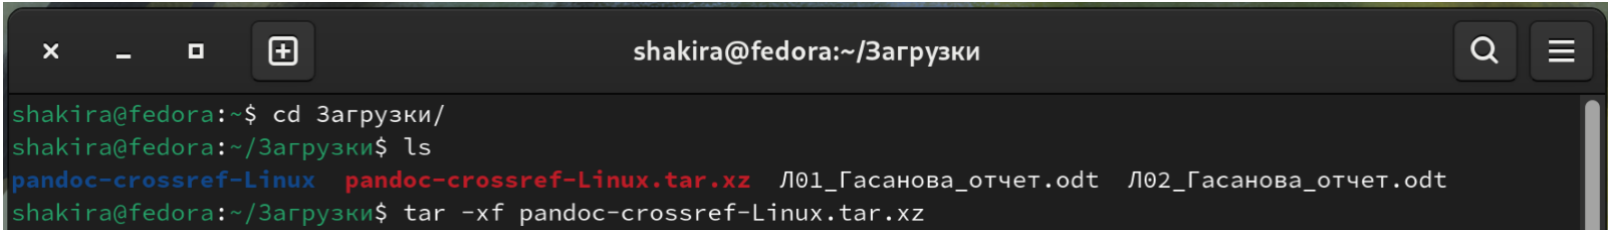 shakira@fedora:~/Загрузки
shakira@fedora:~$ cd Загрузки/
shakira@fedora:~/Загрузки$ ls
pandoc-crossref-Linux pandoc-crossref-Linux.tar.xz Л01_Гасанова_отчет.odt Л02_Гасанова_отчет.odt
shakira@fedora:~/Загрузки$ tar -xf pandoc-crossref-Linux.tar.xz